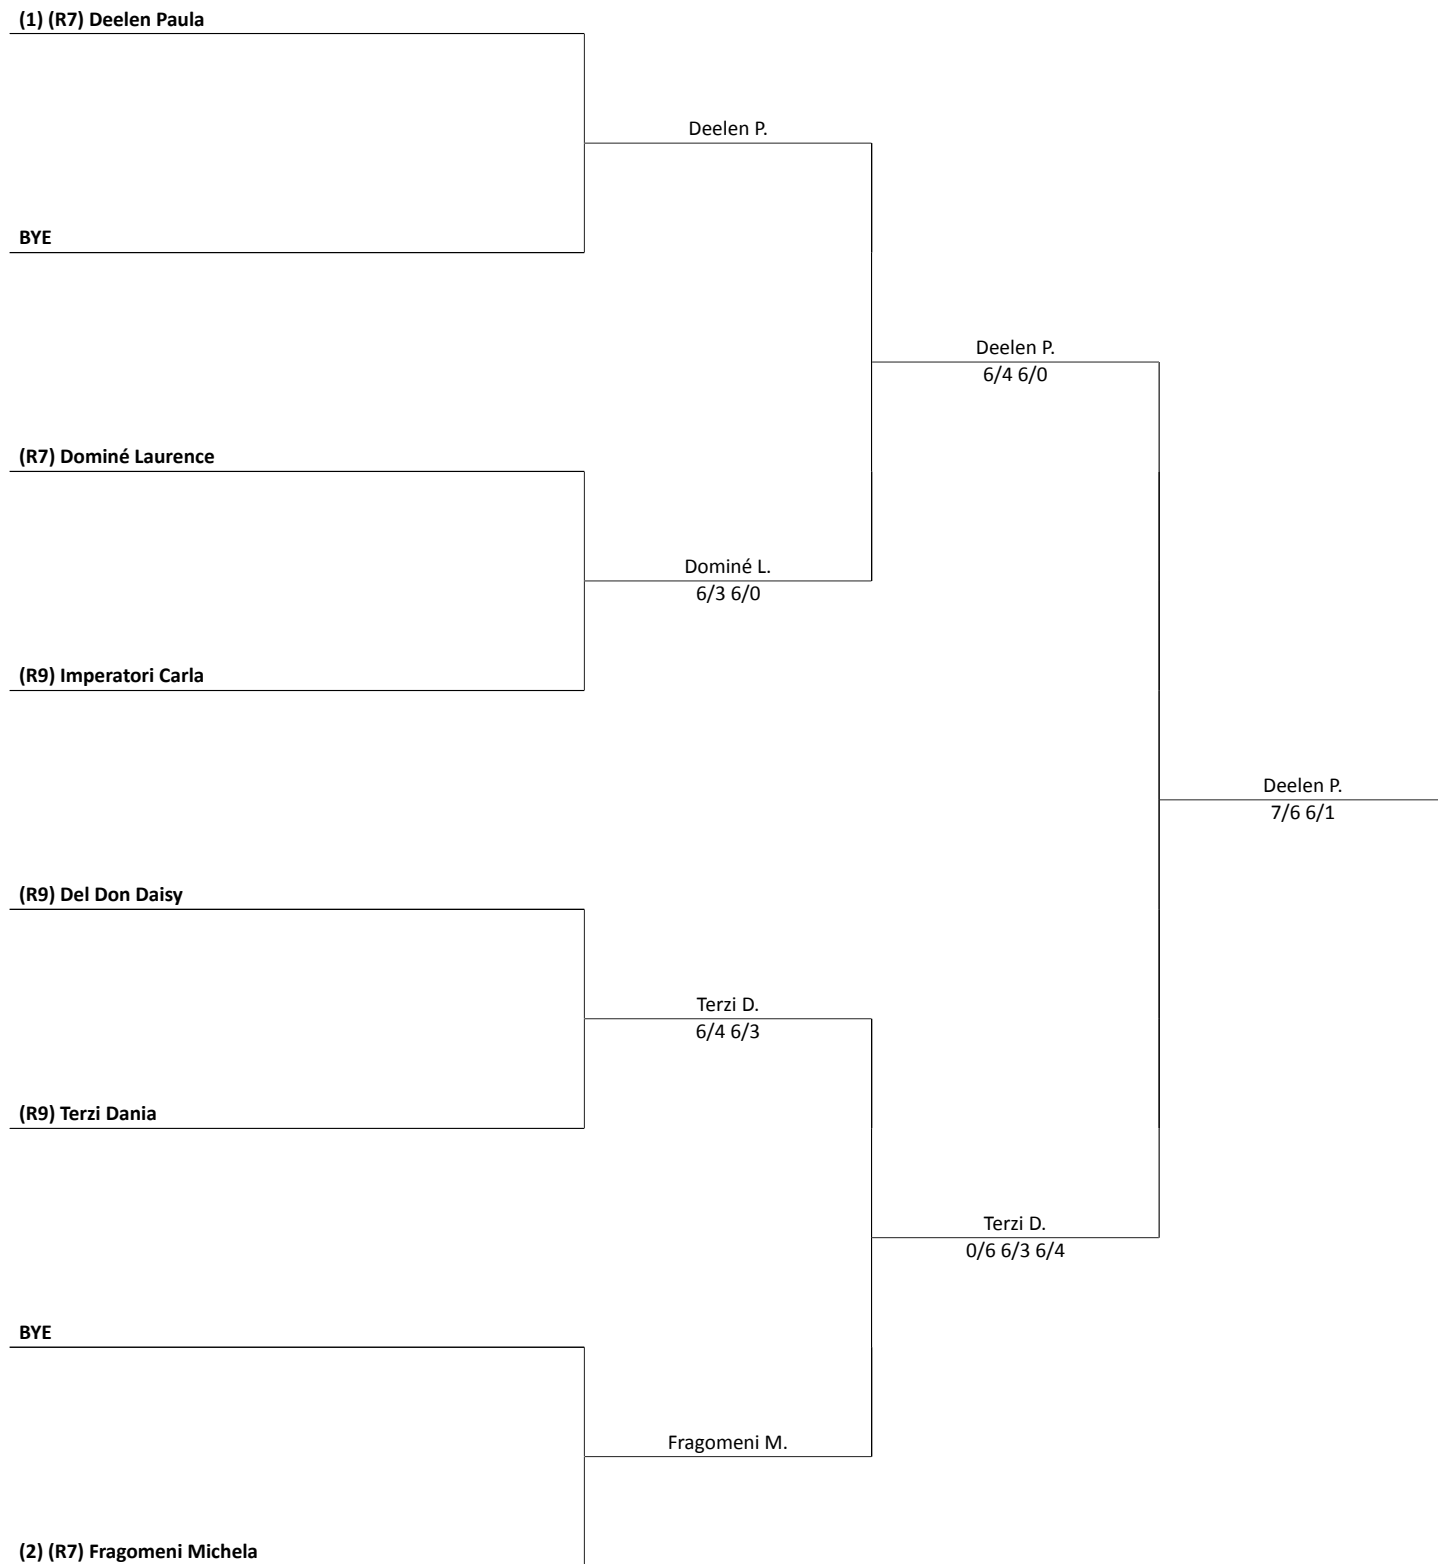 (1) (R7) Deelen Paula
Deelen P.
BYE
Deelen P.
6/4 6/0
(R7) Dominé Laurence
Dominé L.
6/3 6/0
(R9) Imperatori Carla
Deelen P.
7/6 6/1
(R9) Del Don Daisy
Terzi D.
6/4 6/3
(R9) Terzi Dania
Terzi D.
0/6 6/3 6/4
BYE
Fragomeni M.
(2) (R7) Fragomeni Michela